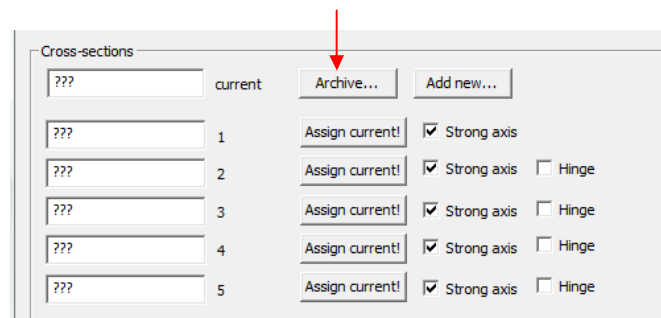 Cross-sections
??? current Archive... Add new...
??? 1 Assign current! Strong axis
??? 2 Assign current! Strong axis Hinge
??? 3 Assign current! Strong axis Hinge
??? 4 Assign current! Strong axis Hinge
??? 5 Assign current! Strong axis Hinge